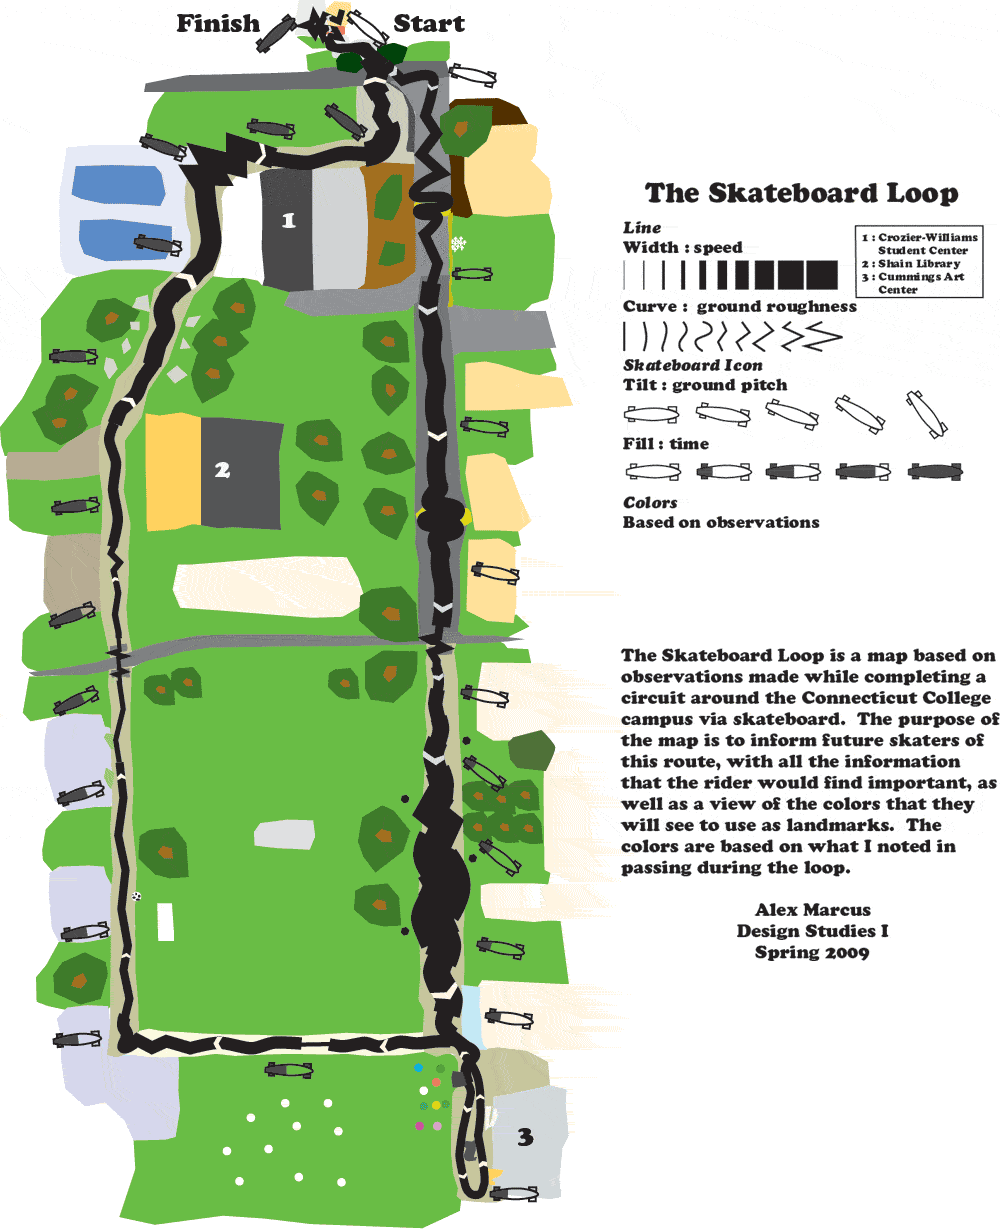 Finish
Start
1
2
3
The Skateboard Loop
Line
Width : speed
1 : Crozier-Williams
Student Center
2 : Shain Library
3 : Cummings Art
Center
Curve : ground roughness
Skateboard Icon
Tilt : ground pitch
Fill : time
Colors
Based on observations
The Skateboard Loop is a map based on
observations made while completing a
circuit around the Connecticut College
campus via skateboard. The purpose of
the map is to inform future skaters of
this route, with all the information
that the rider would find important, as
well as a view of the colors that they
will see to use as landmarks. The
colors are based on what I noted in
passing during the loop.
Alex Marcus
Design Studies I
Spring 2009